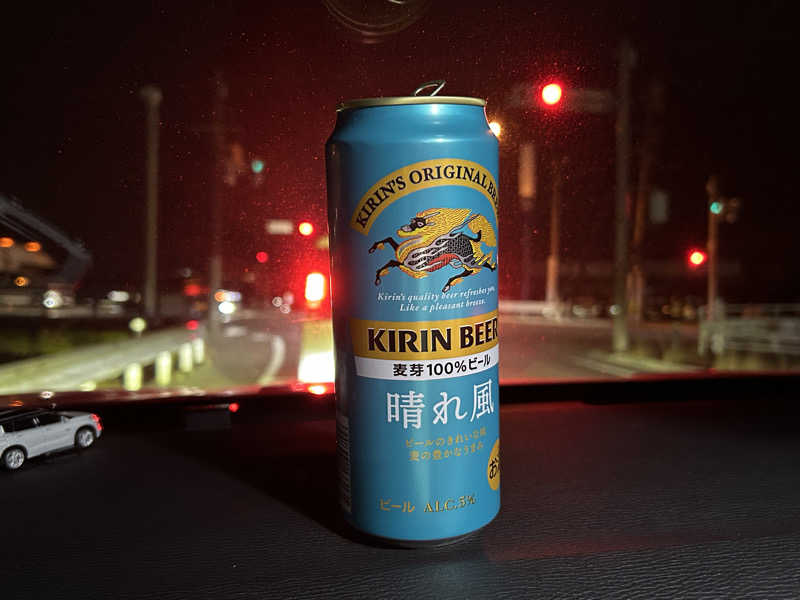 KIRIN'S ORIGINAL BR
Kirin's quality beer refreshes you,
Like a pleasant breeze.
KIRIN BEER
麦芽100%ビール
晴れ風
ビールのきれいな味
麦の豊かなうまみ
ビール ALC.5%